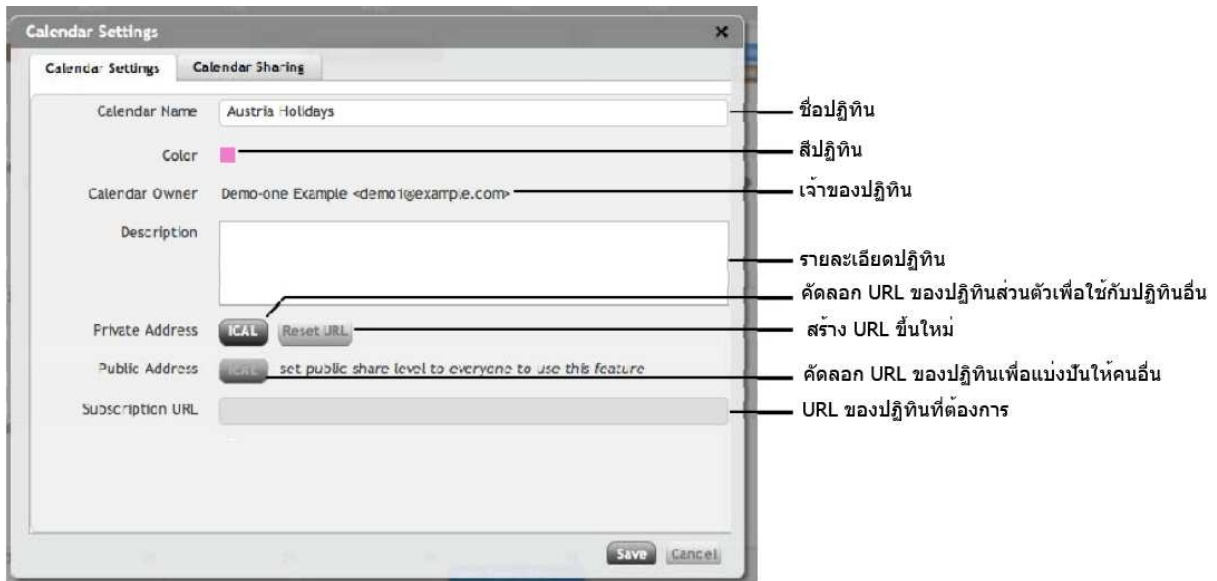 Calendar Settings
Calendar Settings Calendar Sharing
Calendar Name Austria Holidays ชื่อปฏิทิน
Color สีปฏิทิน
Calendar Owner Demo-one Example <demo1@example.com> เจ้าของปฏิทิน
Description
รายละเอียดปฏิทิน
คัดลอก URL ของปฏิทินส่วนตัวเพื่อใช้กับปฏิทินอื่น
Private Address ICAL Reset URL สร้าง URL ขึ้นใหม่
Public Address ICAL set public share level to everyone to use this feature คัดลอก URL ของปฏิทินเพื่อแบ่งปันให้คนอื่น
Subscription URL URL ของปฏิทินที่ต้องการ
Save Cancel